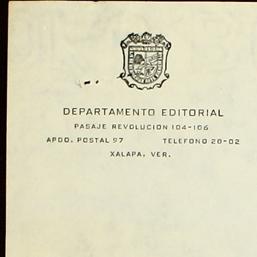 DEPARTAMENTO EDITORIAL
PASAJE REVOLUCION 104-106
APDO. POSTAL 97 TELEFONO 20-02
XALAPA, VER.